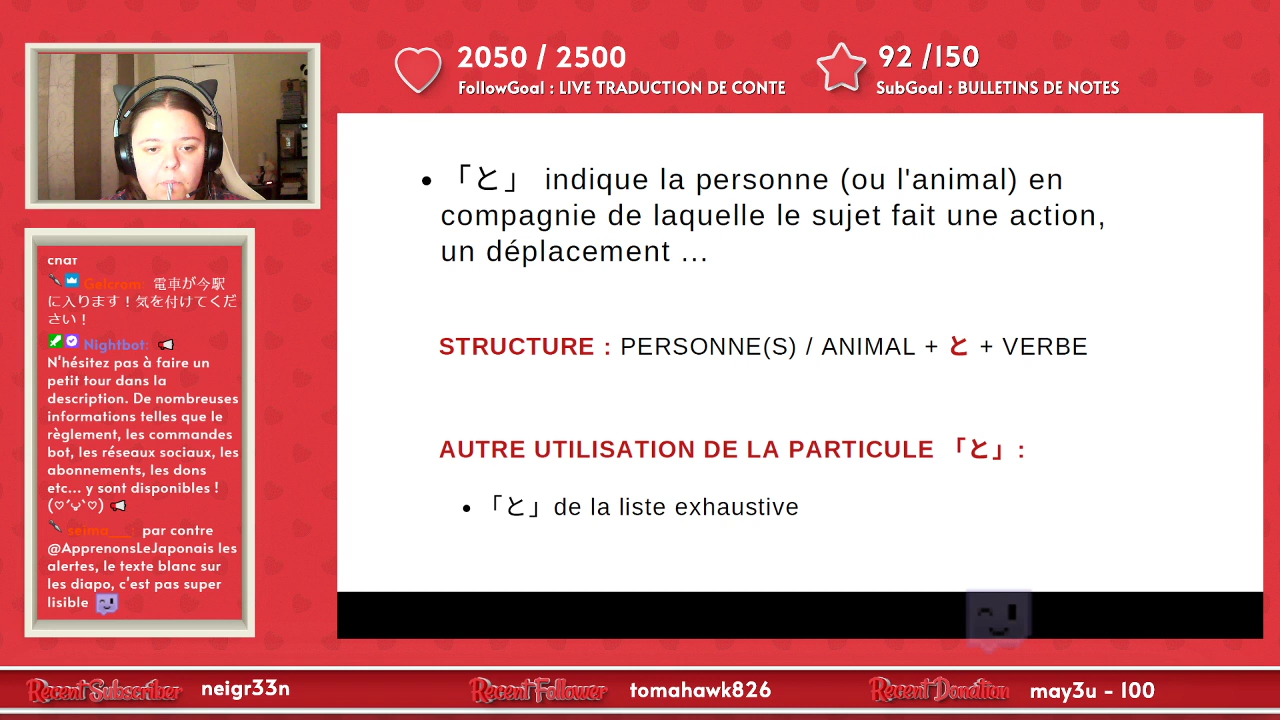 2050 / 2500
FollowGoal : LIVE TRADUCTION DE CONTE
92 /150
SubGoal : BULLETINS DE NOTES
• 「と」 indique la personne (ou l'animal) en
compagnie de laquelle le sujet fait une action,
un déplacement ...
STRUCTURE : PERSONNE(S) / ANIMAL + と + VERBE
AUTRE UTILISATION DE LA PARTICULE 「と」 :
• 「と」de la liste exhaustive
chat
Gelcrom: 電車が今駅
に入ります！気を付けてくだ
さい！
Nightbot:
N'hésitez pas à faire un
petit tour dans la
description. De nombreuses
informations telles que le
règlement, les commandes
bot, les réseaux sociaux, les
abonnements, les dons
etc... y sont disponibles !
(♡´⌣`♡)
seima__: par contre
@ApprenonsLeJaponais les
alertes, le texte blanc sur
les diapo, c'est pas super
lisible
Recent Subscriber neigr33n
Recent Follower tomahawk826
Recent Donation may3u - 100